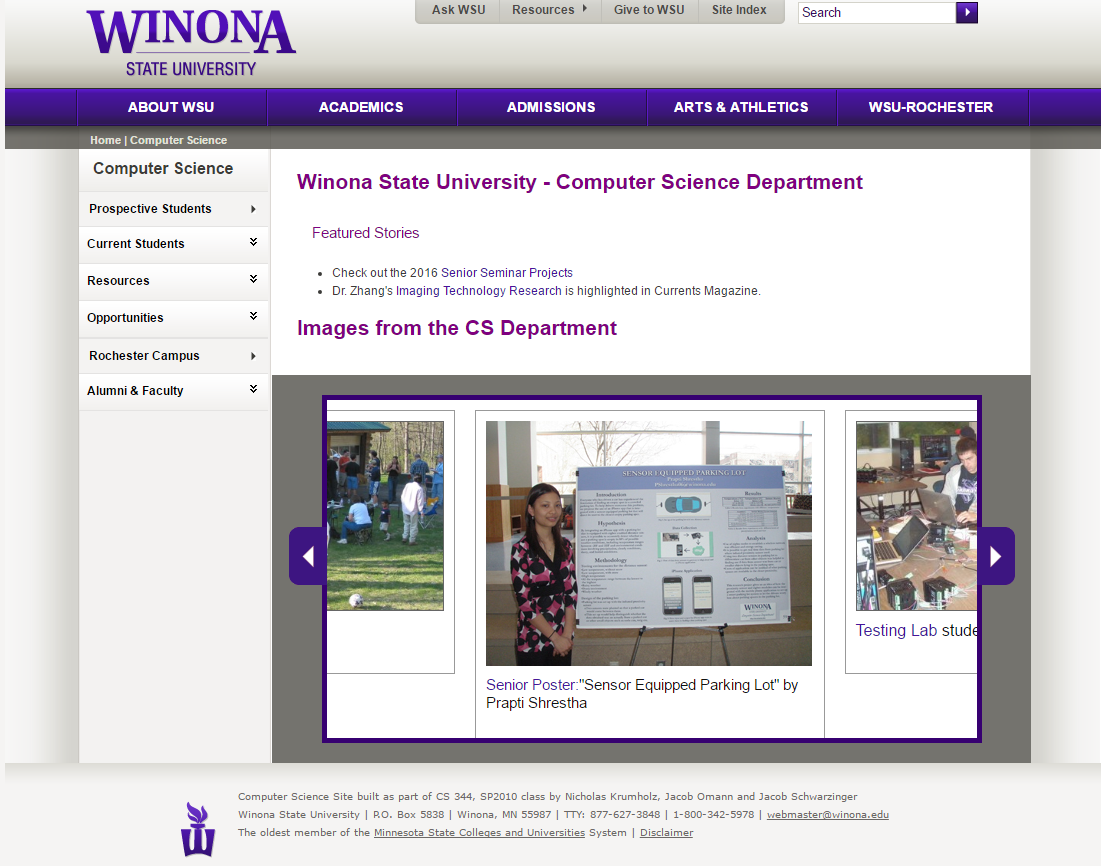 WINONA
STATE UNIVERSITY
Ask WSU
Resources
Give to WSU
Site Index
Search
ABOUT WSU
ACADEMICS
ADMISSIONS
ARTS & ATHLETICS
WSU-ROCHESTER
Home | Computer Science
Computer Science
Prospective Students
Current Students
Resources
Opportunities
Rochester Campus
Alumni & Faculty
Winona State University - Computer Science Department
Featured Stories
Check out the 2016 Senior Seminar Projects
Dr. Zhang's Imaging Technology Research is highlighted in Currents Magazine.
Images from the CS Department
SENSOR EQUIPPED PARKING LOT
Prapti Shrestha
Introduction
Hypothesis
Methodology
Results
Analysis
Conclusion
WINONA
Senior Poster:"Sensor Equipped Parking Lot" by
Prapti Shrestha
Testing Lab stude
Computer Science Site built as part of CS 344, SP2010 class by Nicholas Krumholz, Jacob Omann and Jacob Schwarzinger
Winona State University | P.O. Box 5838 | Winona, MN 55987 | TTY: 877-627-3848 | 1-800-342-5978 | webmaster@winona.edu
The oldest member of the Minnesota State Colleges and Universities System | Disclaimer